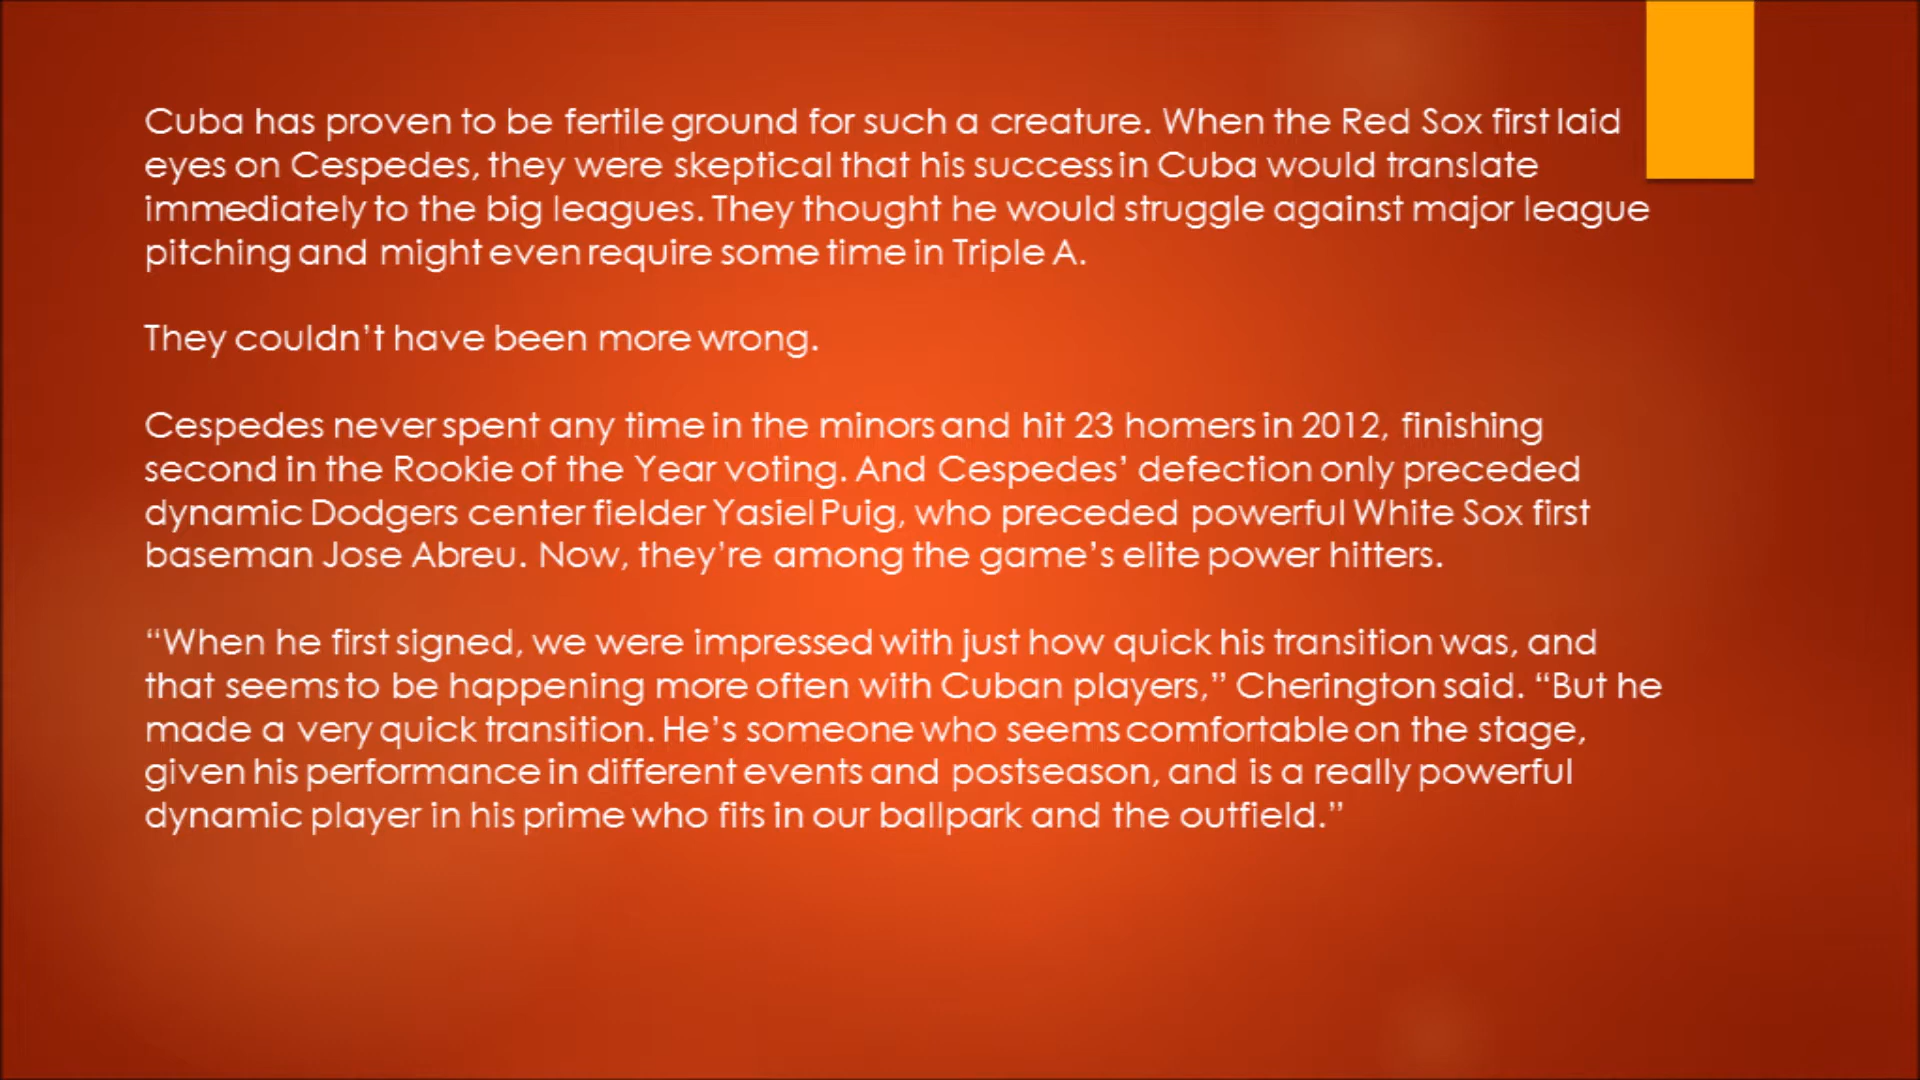 Cuba has proven to be fertile ground for such a creature. When the Red Sox first laid
eyes on Cespedes, they were skeptical that his success in Cuba would translate
immediately to the big leagues. They thought he would struggle against major league
pitching and might even require some time in Triple A.
They couldn’t have been more wrong.
Cespedes never spent any time in the minors and hit 23 homers in 2012, finishing
second in the Rookie of the Year voting. And Cespedes’ defection only preceded
dynamic Dodgers center fielder Yasiel Puig, who preceded powerful White Sox first
baseman Jose Abreu. Now, they’re among the game’s elite power hitters.
“When he first signed, we were impressed with just how quick his transition was, and
that seems to be happening more often with Cuban players,” Cherington said. “But he
made a very quick transition. He’s someone who seems comfortable on the stage,
given his performance in different events and postseason, and is a really powerful
dynamic player in his prime who fits in our ballpark and the outfield.”